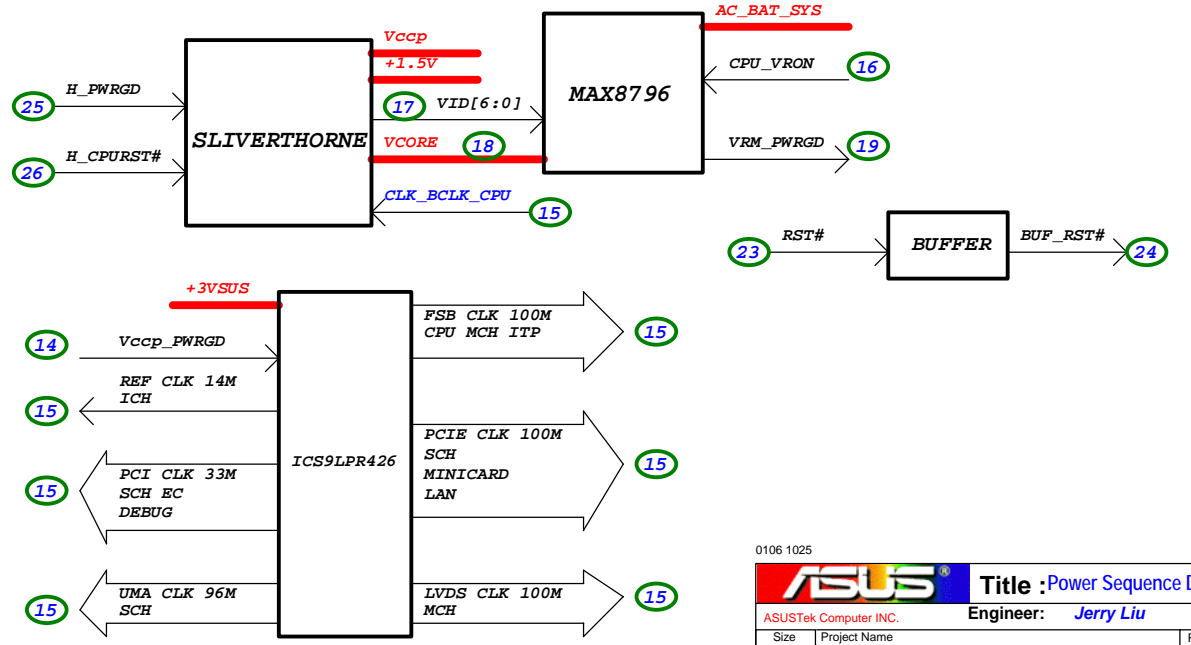 AC_BAT_SYS
Vccp
+1.5V
H_PWRGD
25
17
VID[6:0]
MAX8796
CPU_VRON
16
SLIVERTHORNE
H_CPURST#
26
VCORE
18
VRM_PWRGD
19
CLK_BCLK_CPU
15
RST#
23
BUFFER
BUF_RST#
24
+3VSUS
14
Vccp_PWRGD
FSB CLK 100M
CPU MCH ITP
15
REF CLK 14M
ICH
15
ICS9LPR426
PCIE CLK 100M
SCH
MINICARD
LAN
15
PCI CLK 33M
SCH EC
DEBUG
15
UMA CLK 96M
SCH
15
LVDS CLK 100M
MCH
15
0106 1025
ASUS®
Title : Power Sequence D
ASUSTek Computer INC.
Engineer: Jerry Liu
Size Project Name